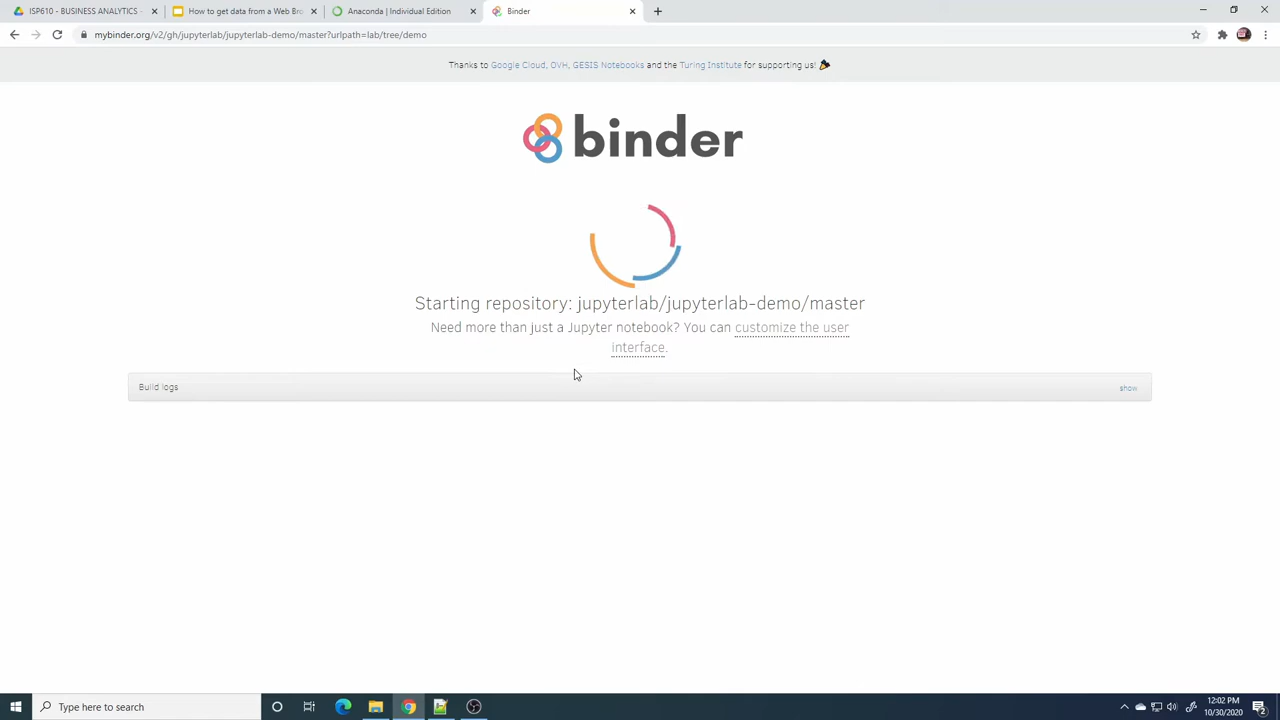 ISP610 - BUSINESS ANALYTICS -
How to get data from a Web Bro
Anaconda | Individual Edition
Binder
mybinder.org/v2/gh/jupyterlab/jupyterlab-demo/master?urlpath=lab/tree/demo
Thanks to Google Cloud, OVH, GESIS Notebooks and the Turing Institute for supporting us!
binder
Starting repository: jupyterlab/jupyterlab-demo/master
Need more than just a Jupyter notebook? You can customize the user
interface.
Build logs
show
Type here to search
12:02 PM
10/30/2020
2